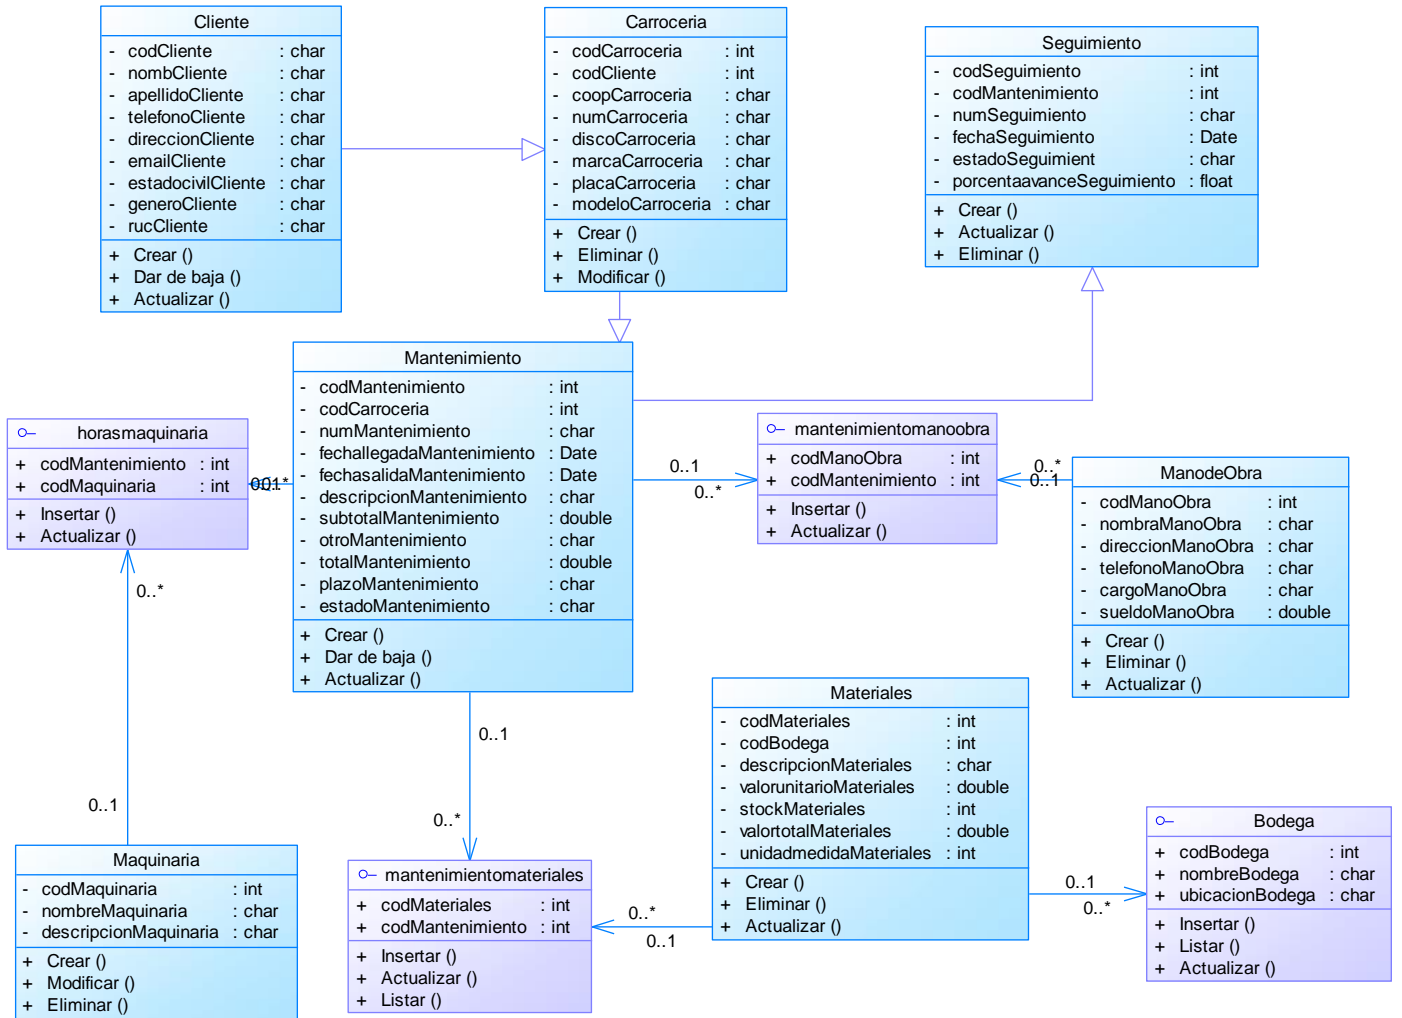 Cliente
- codCliente : char
- nombCliente : char
- apellidoCliente : char
- telefonoCliente : char
- direccionCliente : char
- emailCliente : char
- estadocivilCliente : char
- generoCliente : char
- rucCliente : char
+ Crear ()
+ Dar de baja ()
+ Actualizar ()
Carroceria
- codCarroceria : int
- codCliente : int
- coopCarroceria : char
- numCarroceria : char
- discoCarroceria : char
- marcaCarroceria : char
- placaCarroceria : char
- modeloCarroceria : char
+ Crear ()
+ Eliminar ()
+ Modificar ()
Seguimiento
- codSeguimiento : int
- codMantenimiento : int
- numSeguimiento : char
- fechaSeguimiento : Date
- estadoSeguimient : char
- porcentaavanceSeguimiento : float
+ Crear ()
+ Actualizar ()
+ Eliminar ()
Mantenimiento
- codMantenimiento : int
- codCarroceria : int
- numMantenimiento : char
- fechallegadaMantenimiento : Date
- fechasalidaMantenimiento : Date
- descripcionMantenimiento : char
- subtotalMantenimiento : double
- otroMantenimiento : char
- totalMantenimiento : double
- plazoMantenimiento : char
- estadoMantenimiento : char
+ Crear ()
+ Dar de baja ()
+ Actualizar ()
horasmaquinaria
+ codMantenimiento : int
+ codMaquinaria : int
+ Insertar ()
+ Actualizar ()
0..*
0..1
0..1
0..*
mantenimientomanoobra
+ codManoObra : int
+ codMantenimiento : int
+ Insertar ()
+ Actualizar ()
0..*
0..1
ManodeObra
- codManoObra : int
- nombraManoObra : char
- direccionManoObra : char
- telefonoManoObra : char
- cargoManoObra : char
- sueldoManoObra : double
+ Crear ()
+ Eliminar ()
+ Actualizar ()
0..1
0..*
Materiales
- codMateriales : int
- codBodega : int
- descripcionMateriales : char
- valorunitarioMateriales : double
- stockMateriales : int
- valortotalMateriales : double
- unidadmedidaMateriales : int
+ Crear ()
+ Eliminar ()
+ Actualizar ()
0..1
0..*
Bodega
+ codBodega : int
+ nombreBodega : char
+ ubicacionBodega : char
+ Insertar ()
+ Listar ()
+ Actualizar ()
Maquinaria
- codMaquinaria : int
- nombreMaquinaria : char
- descripcionMaquinaria : char
+ Crear ()
+ Modificar ()
+ Eliminar ()
mantenimientomateriales
+ codMateriales : int
+ codMantenimiento : int
+ Insertar ()
+ Actualizar ()
+ Listar ()
0..*
0..1